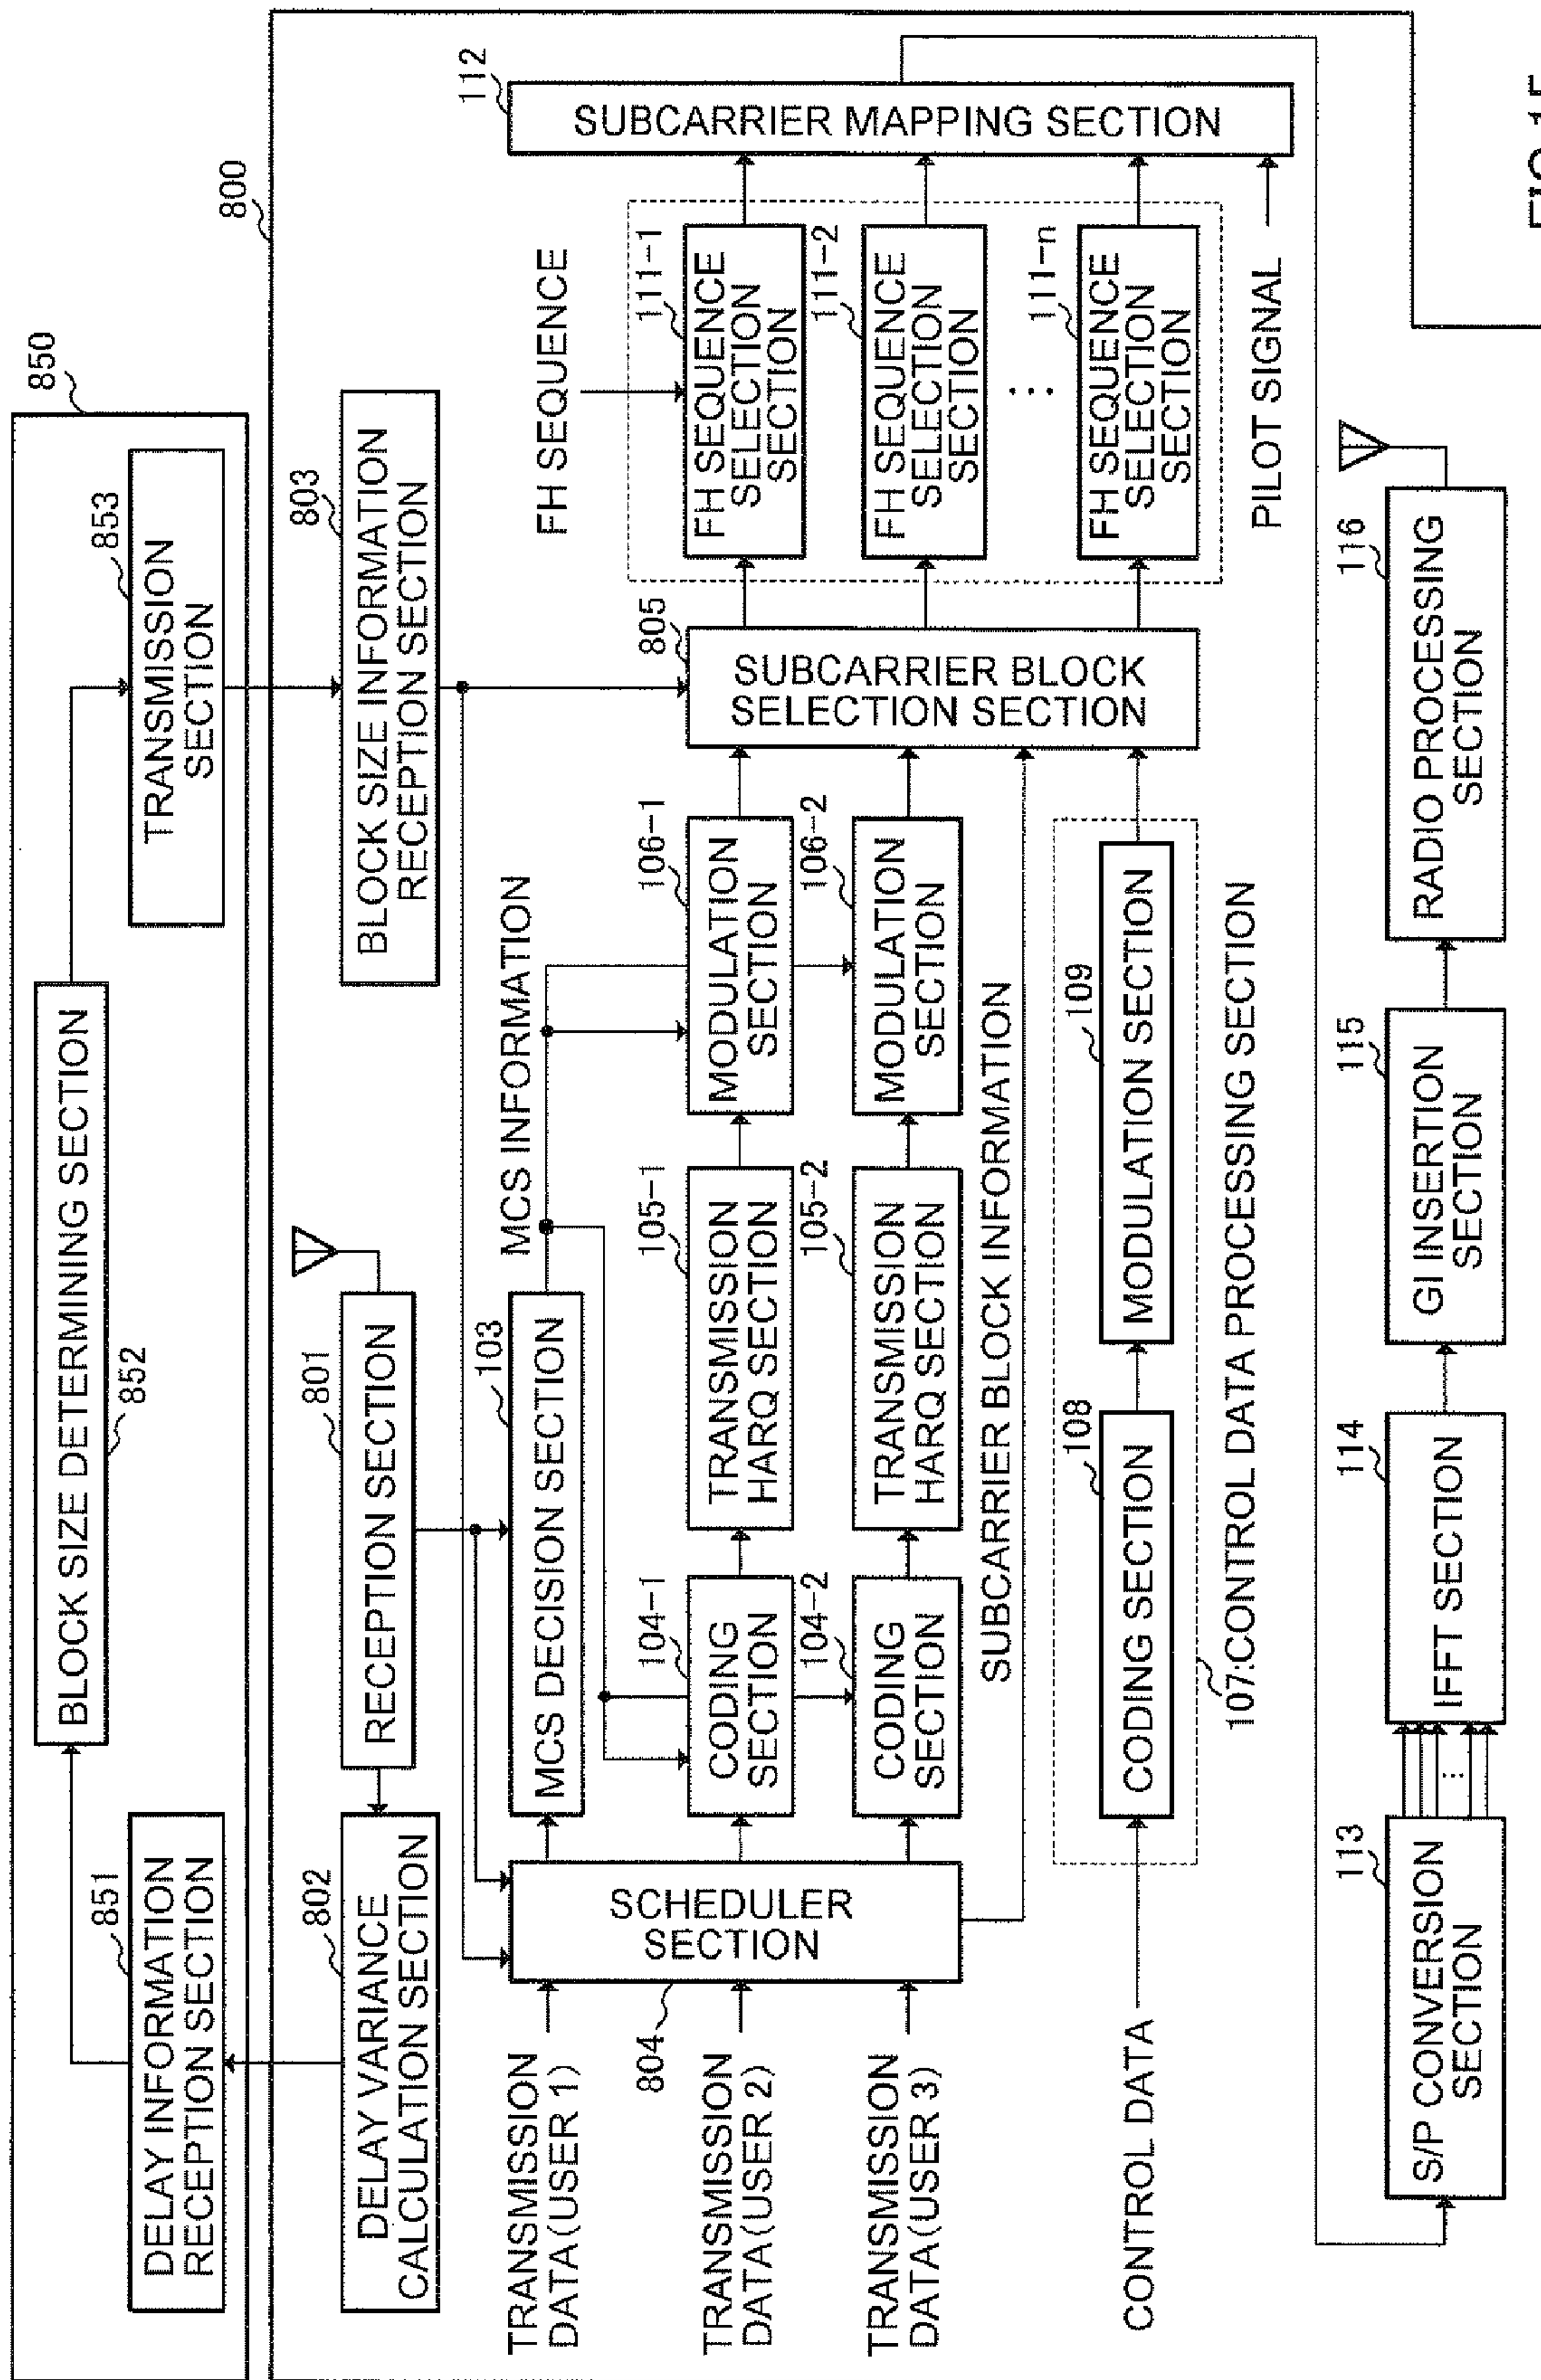 850
BLOCK SIZE DETERMINING SECTION
852
851
DELAY INFORMATION
RECEPTION SECTION
853
TRANSMISSION
SECTION
800
802
DELAY VARIANCE
CALCULATION SECTION
801
RECEPTION SECTION
803
BLOCK SIZE INFORMATION
RECEPTION SECTION
103
MCS DECISION SECTION
MCS INFORMATION
FH SEQUENCE
112
SUBCARRIER MAPPING SECTION
TRANSMISSION
DATA(USER 1)
TRANSMISSION
DATA(USER 2)
TRANSMISSION
DATA(USER 3)
804
SCHEDULER
SECTION
104-1
CODING
SECTION
105-1
TRANSMISSION
HARQ SECTION
106-1
MODULATION
SECTION
104-2
CODING
SECTION
105-2
TRANSMISSION
HARQ SECTION
106-2
MODULATION
SECTION
SUBCARRIER BLOCK INFORMATION
805
SUBCARRIER BLOCK
SELECTION SECTION
111-1
FH SEQUENCE
SELECTION
SECTION
111-2
FH SEQUENCE
SELECTION
SECTION
...
111-n
FH SEQUENCE
SELECTION
SECTION
CONTROL DATA
108
CODING SECTION
109
MODULATION SECTION
107:CONTROL DATA PROCESSING SECTION
PILOT SIGNAL
113
S/P CONVERSION
SECTION
...
114
IFFT SECTION
115
GI INSERTION
SECTION
116
RADIO PROCESSING
SECTION